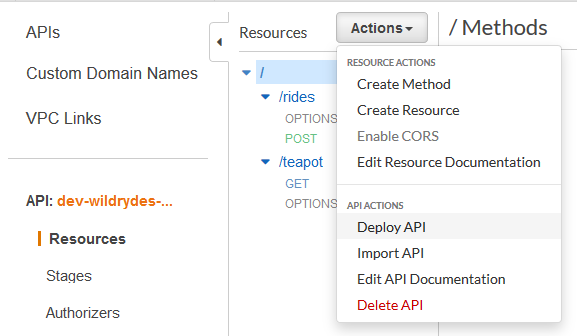 APIs
Custom Domain Names
VPC Links
API: dev-wildrydes-...
Resources
Stages
Authorizers
Resources
Actions
/ Methods
/
/rides
OPTIONS
POST
/teapot
GET
OPTIONS
RESOURCE ACTIONS
Create Method
Create Resource
Enable CORS
Edit Resource Documentation
API ACTIONS
Deploy API
Import API
Edit API Documentation
Delete API